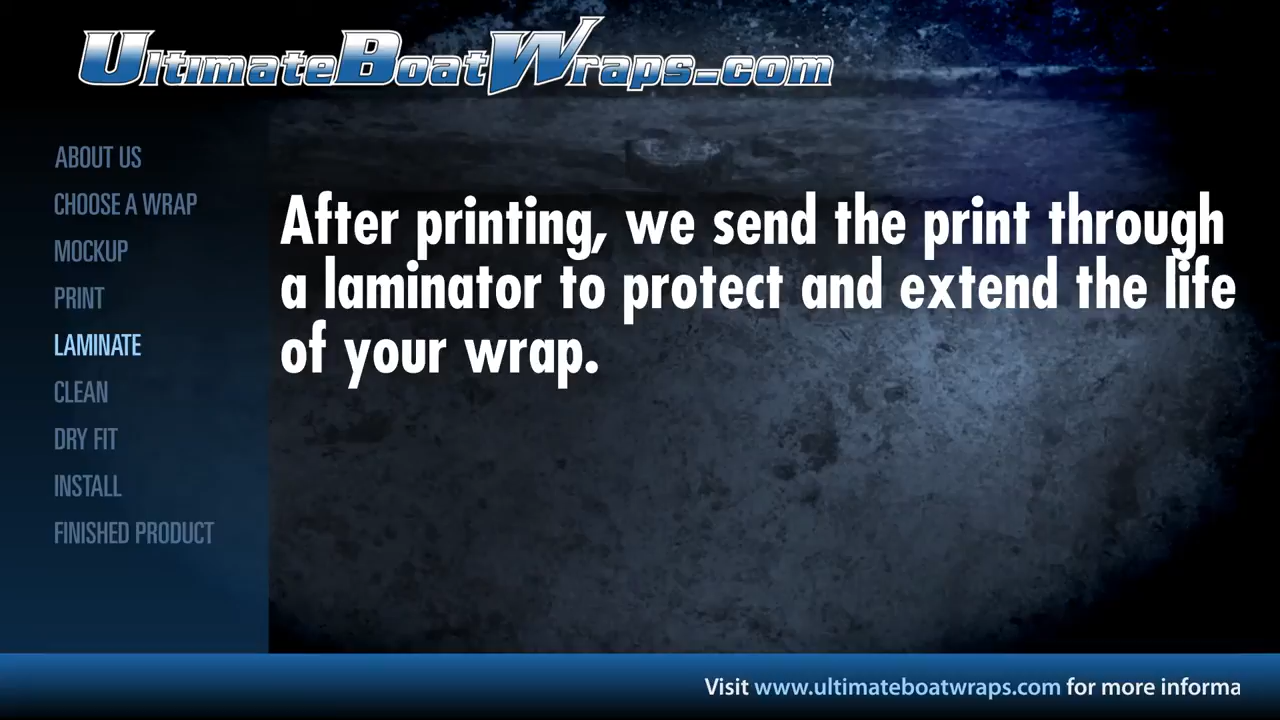 UltimateBoatWraps.com
ABOUT US
CHOOSE A WRAP
MOCKUP
PRINT
LAMINATE
CLEAN
DRY FIT
INSTALL
FINISHED PRODUCT
After printing, we send the print through
a laminator to protect and extend the life
of your wrap.
Visit www.ultimateboatwraps.com for more informa